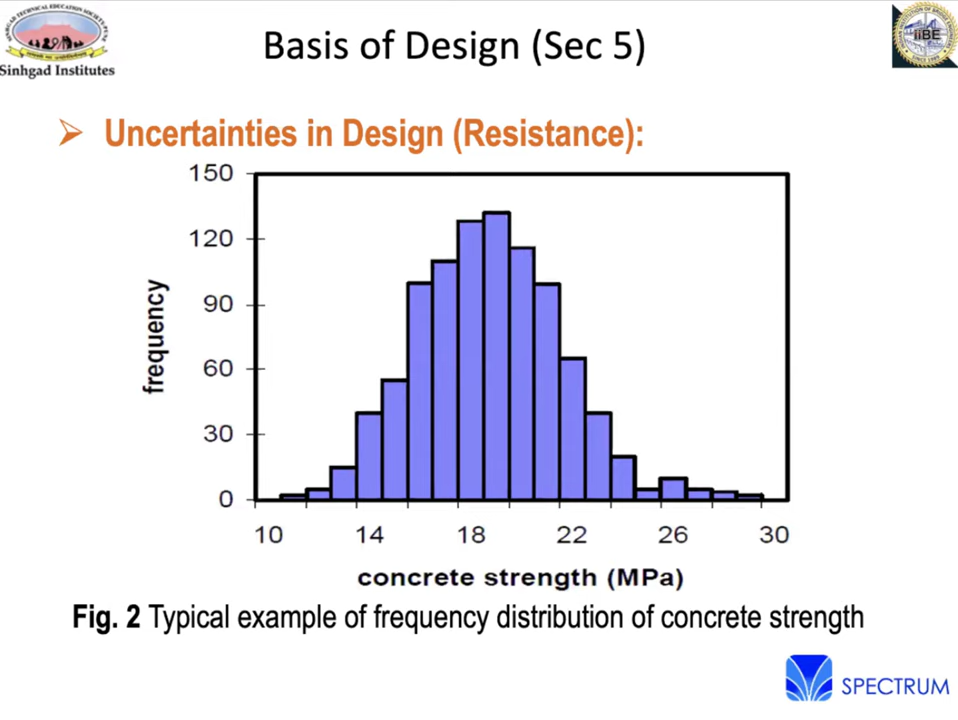 Basis of Design (Sec 5)
Sinhgad Institutes
IIBE
Uncertainties in Design (Resistance):
150
120
90
60
30
0
frequency
10 14 18 22 26 30
concrete strength (MPa)
Fig. 2 Typical example of frequency distribution of concrete strength
SPECTRUM